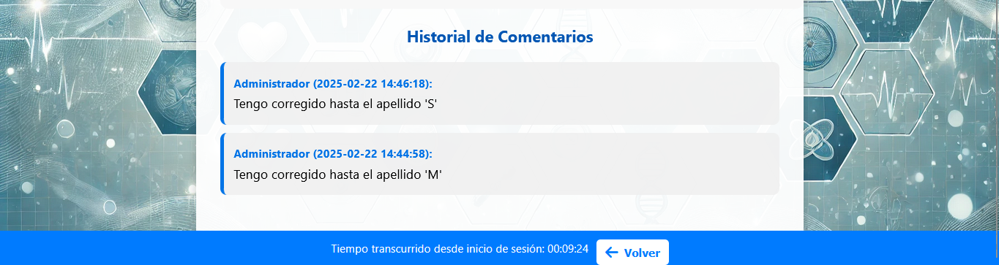 Historial de Comentarios
Administrador (2025-02-22 14:46:18):
Tengo corregido hasta el apellido 'S'
Administrador (2025-02-22 14:44:58):
Tengo corregido hasta el apellido 'M'
Tiempo transcurrido desde inicio de sesión: 00:09:24
Volver